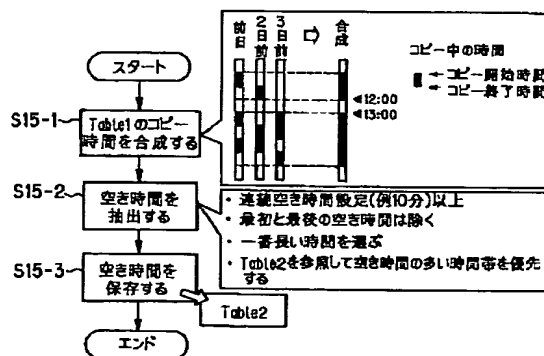 スタート
S15-1
Table1のコピー
時間を合成する
S15-2
空き時間を
抽出する
S15-3
空き時間を
保存する
Table2
エンド
前日
2日前
3日前
⇨
合成
12:00
13:00
コピー中の時間
コピー開始時間
コピー終了時間
・連続空き時間設定(例10分)以上
・最初と最後の空き時間は除く
・一番長い時間を選ぶ
・Table2を参照して空き時間の多い時間帯を優先
する